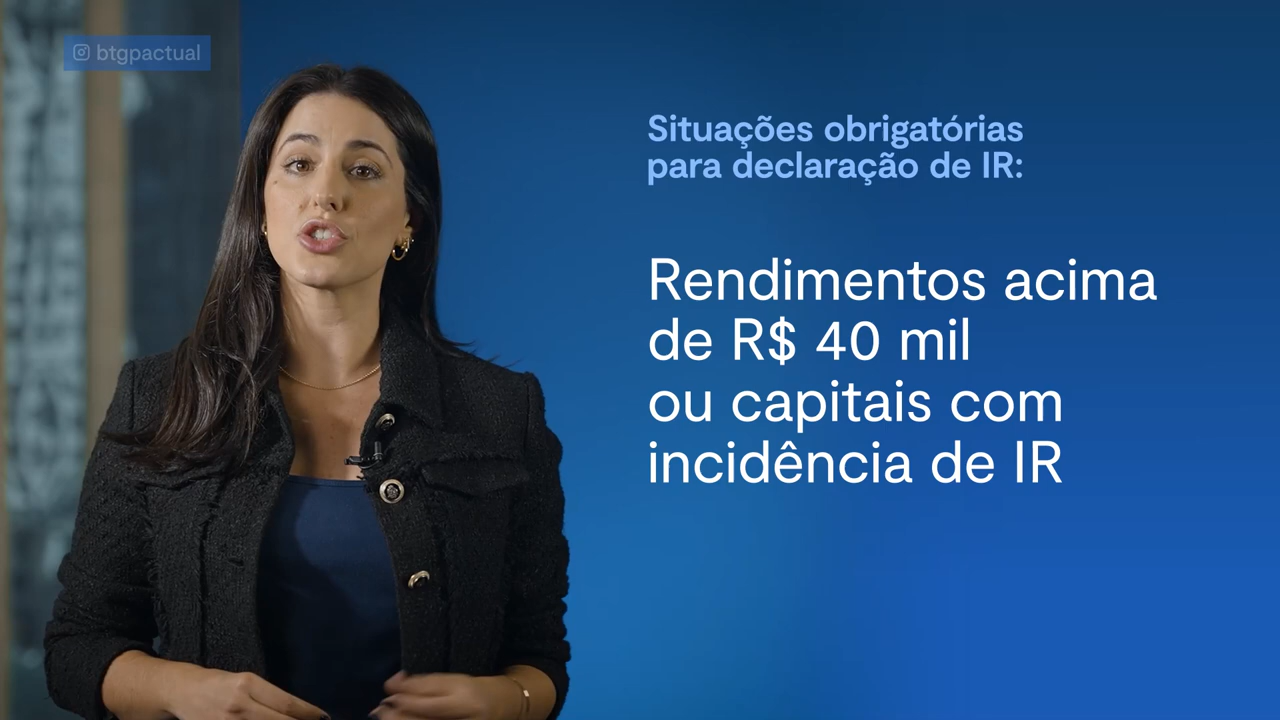 btgpactual
Situações obrigatórias
para declaração de IR:
Rendimentos acima
de R$ 40 mil
ou capitais com
incidência de IR